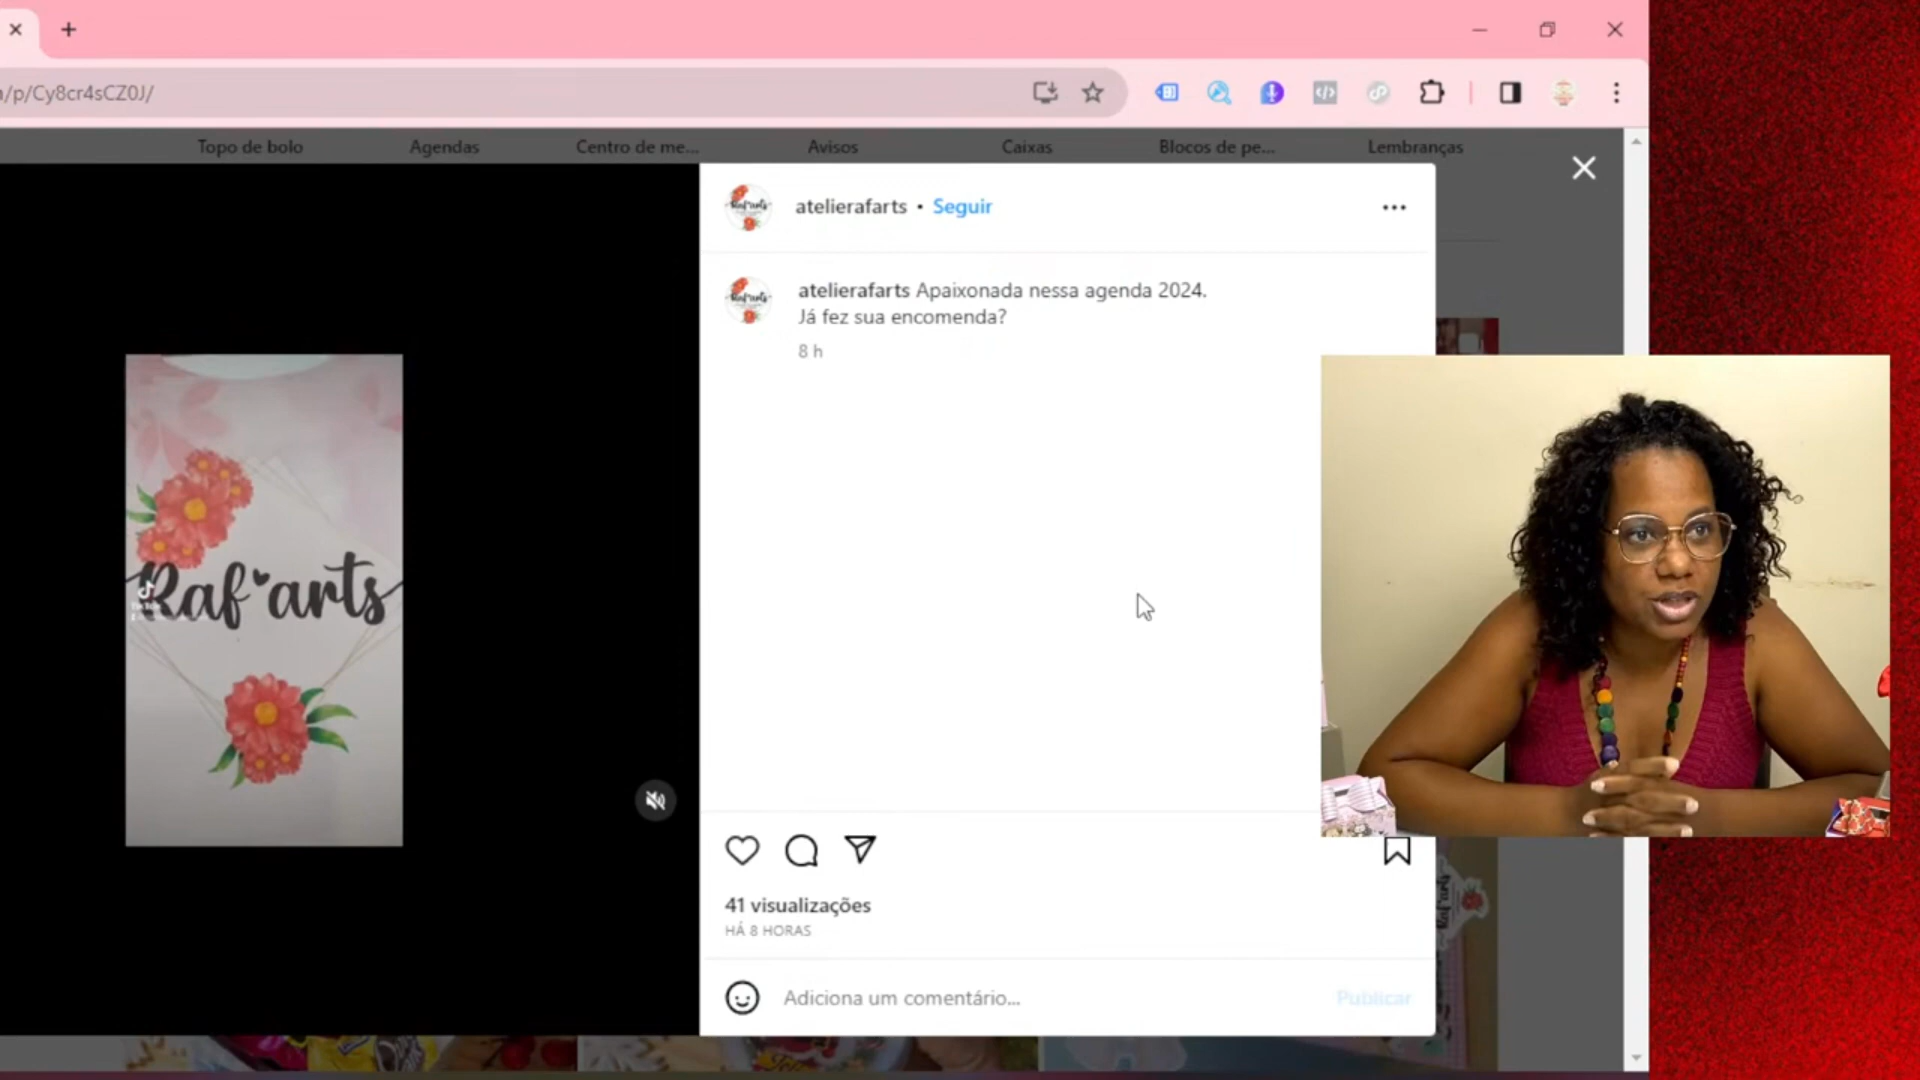 /p/Cy8cr4sCZ0J/
Topo de bolo
Agendas
Centro de me...
Avisos
Caixas
Blocos de pe...
Lembranças
atelierafarts • Seguir
atelierafarts Apaixonada nessa agenda 2024.
Já fez sua encomenda?
8 h
Raf arts
41 visualizações
HÁ 8 HORAS
Adiciona um comentário...
Publicar